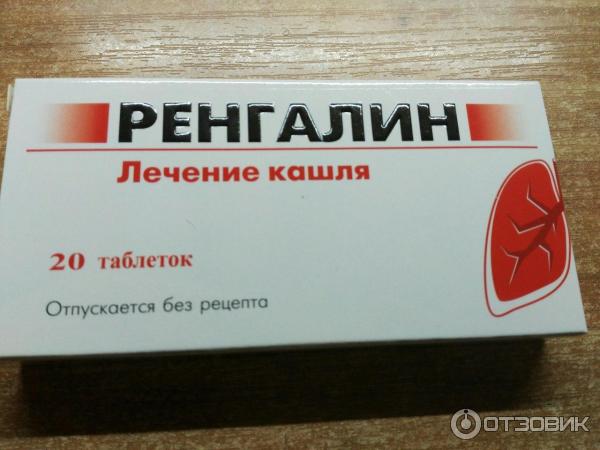 РЕНГАЛИН
Лечение кашля
20 таблеток
Отпускается без рецепта
ОТЗОВИК